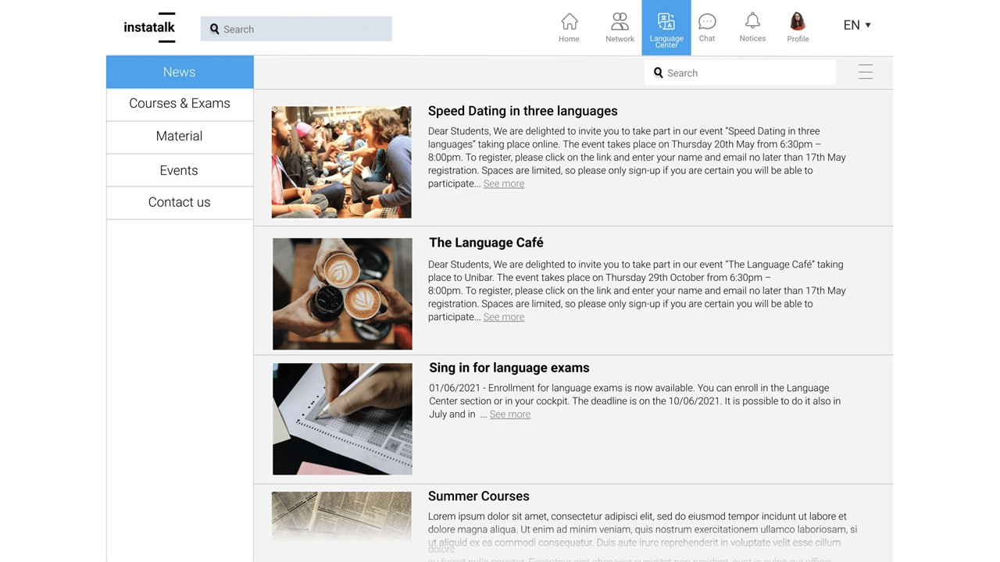 instatalk
Search
Home
Network
Language
Center
Chat
Notices
Profile
EN
News
Search
Courses & Exams
Material
Events
Contact us
Speed Dating in three languages
Dear Students, We are delighted to invite you to take part in our event “Speed Dating in three
languages” taking place online. The event takes place on Thursday 20th May from 6:30pm –
8:00pm. To register, please click on the link and enter your name and email no later than 17th May
registration. Spaces are limited, so please only sign-up if you are certain you will be able to
participate... See more
The Language Café
Dear Students, We are delighted to invite you to take part in our event “The Language Café” taking
place to Unibar. The event takes place on Thursday 29th October from 6:30pm –
8:00pm. To register, please click on the link and enter your name and email no later than 17th May
registration. Spaces are limited, so please only sign-up if you are certain you will be able to
participate... See more
Sing in for language exams
01/06/2021 - Enrollment for language exams is now available. You can enroll in the Language
Center section or in your cockpit. The deadline is on the 10/06/2021. It is possible to do it also in
July and in ... See more
Summer Courses
Lorem ipsum dolor sit amet, consectetur adipisci elit, sed do eiusmod tempor incidunt ut labore et
dolore magna aliqua. Ut enim ad minim veniam, quis nostrum exercitationem ullamco laboriosam, si
ut aliquid ex ea commodi consequatur. Duis aute irure reprehenderit in voluptate velit esse cillum
dolore